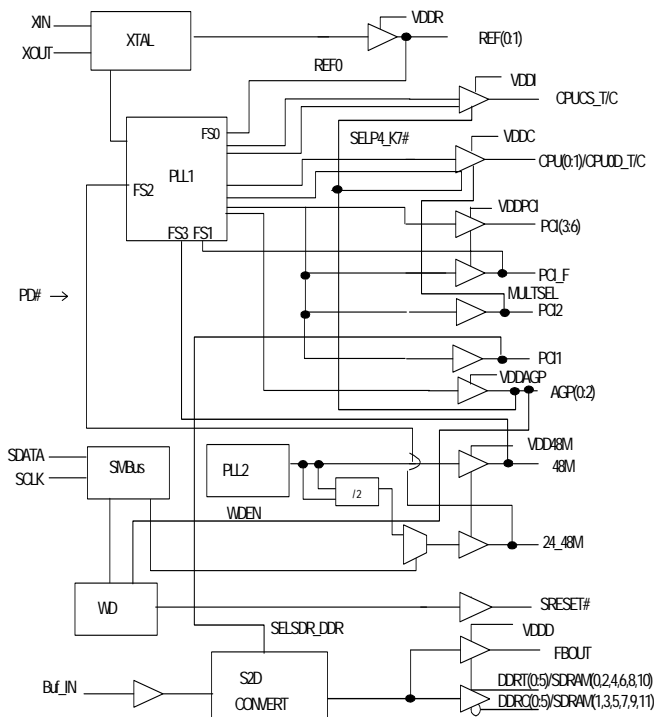 XIN
XOUT
XTAL
VDDR
REF(0:1)
REF0
VDDI
CPUCS_T/C
FS0
SELP4_K7#
VDDC
PLL1
CPU(0:1)/CPU0D_T/C
FS2
VDDPCI
PCI(3:6)
FS3 FS1
PCI_F
PD#
MULTSEL
PCI2
PCI1
VDDAGP
AGP(0:2)
VDD48M
SDATA
SMBus
PLL2
48M
SCLK
/2
WDEN
24_48M
WD
SRESET#
SELSDR_DDR
VDDD
FBOUT
S2D
CONVERT
DDRT(0:5)/SDRAM(0,2,4,6,8,10)
Buf_IN
DDRC(0:5)/SDRAM(1,3,5,7,9,11)